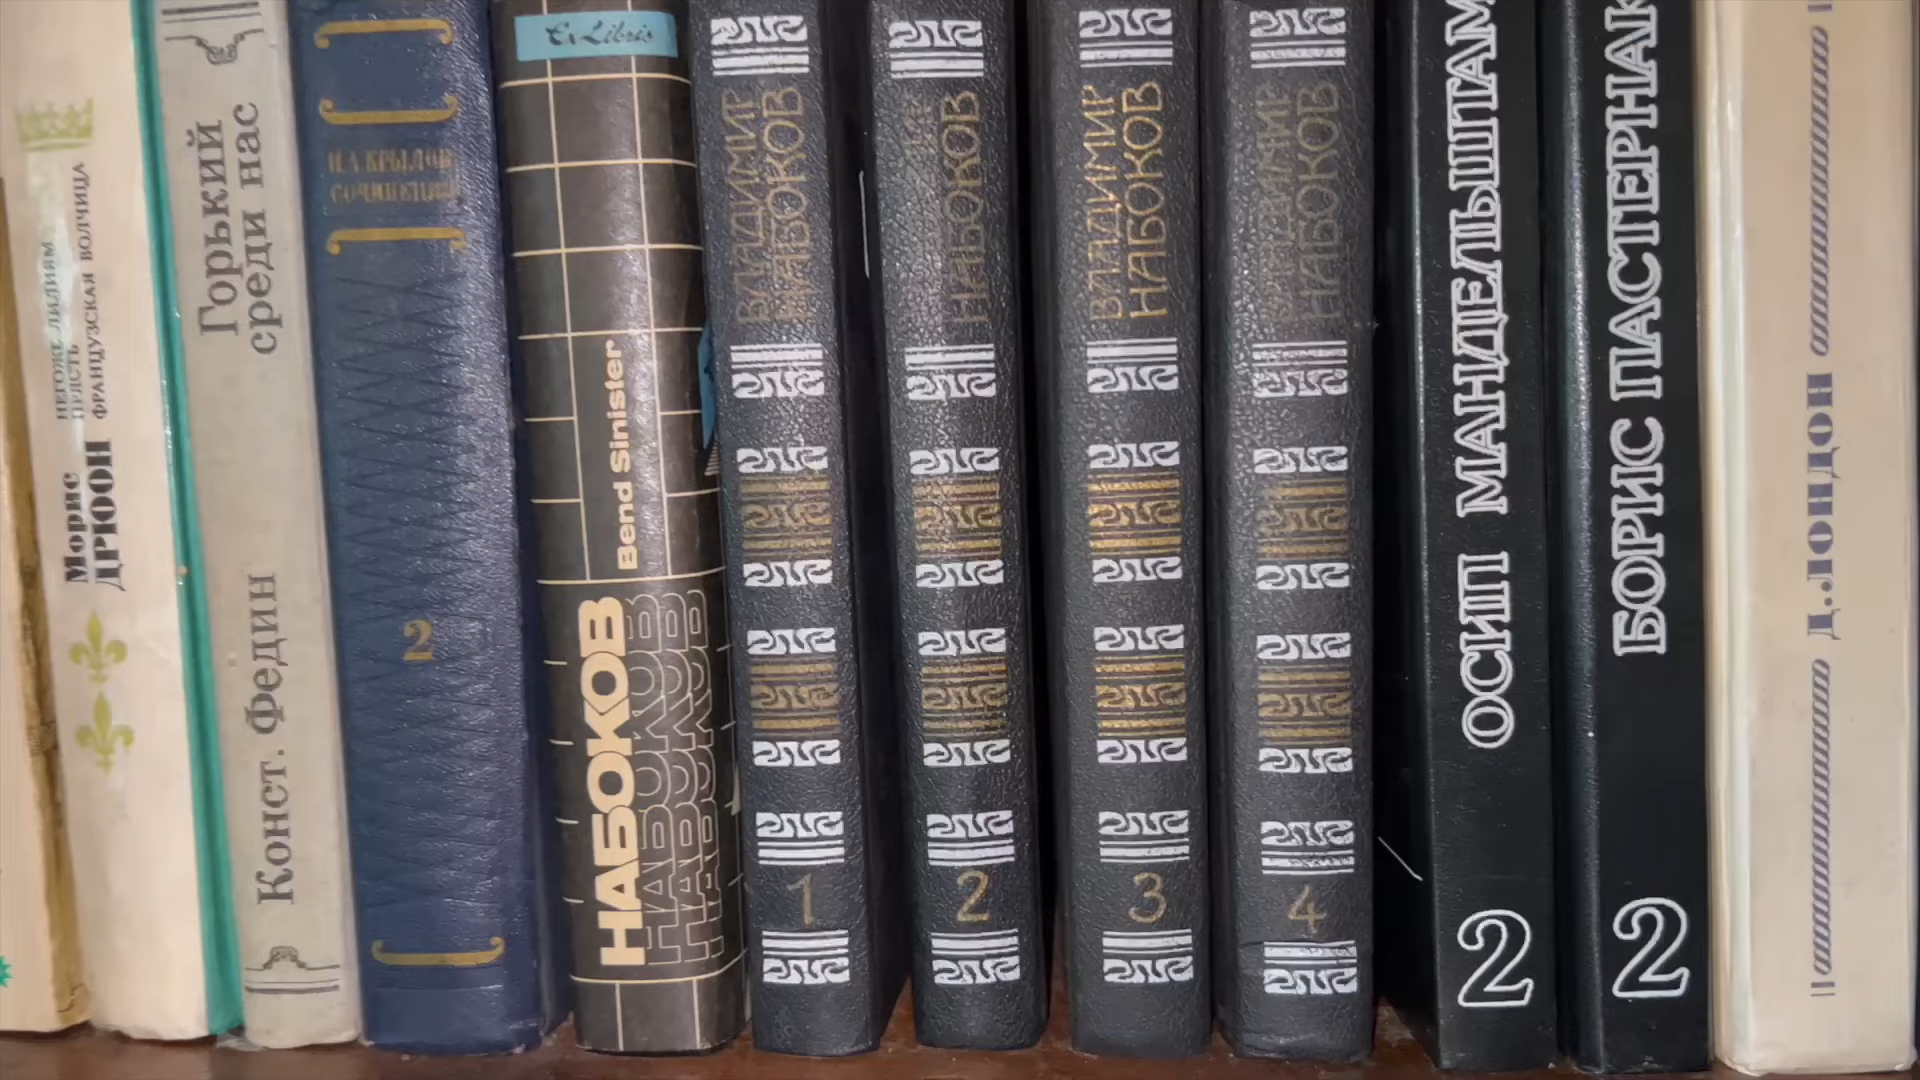 Морис
ДРЮОН
НЕГОЖЕ ЛИЛИЯМ
ПРЯСТЬ
ФРАНЦУЗСКАЯ ВОЛЧИЦА
Конст. Федин
Горький
среди нас
И.А.КРЫЛОВ
СОЧИНЕНИЯ
2
Ex Libris
Bend Sinister
НАБОКОВ
НАБОКОВ
НАБОКОВ
НАБОКОВ
ВЛАДИМИР
НАБОКОВ
1
НАБОКОВ
2
ВЛАДИМИР
НАБОКОВ
3
ВЛАДИМИР
НАБОКОВ
4
ОСИП МАНДЕЛЬШТАМ
2
БОРИС ПАСТЕРНАК
2
Д.ЛОНДОН